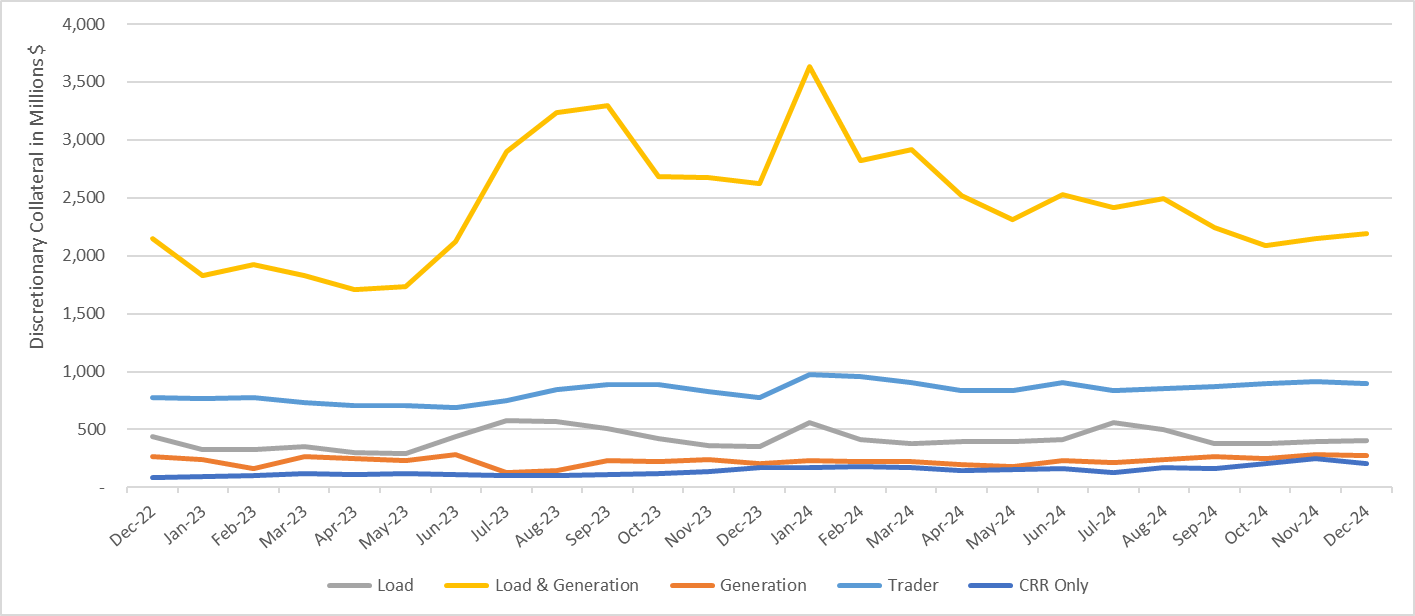 Discretionary Collateral in Millions $
4,000
3,500
3,000
2,500
2,000
1,500
1,000
500
-
Dec-22
Jan-23
Feb-23
Mar-23
Apr-23
May-23
Jun-23
Jul-23
Aug-23
Sep-23
Oct-23
Nov-23
Dec-23
Jan-24
Feb-24
Mar-24
Apr-24
May-24
Jun-24
Jul-24
Aug-24
Sep-24
Oct-24
Nov-24
Dec-24
Load
Load & Generation
Generation
Trader
CRR Only